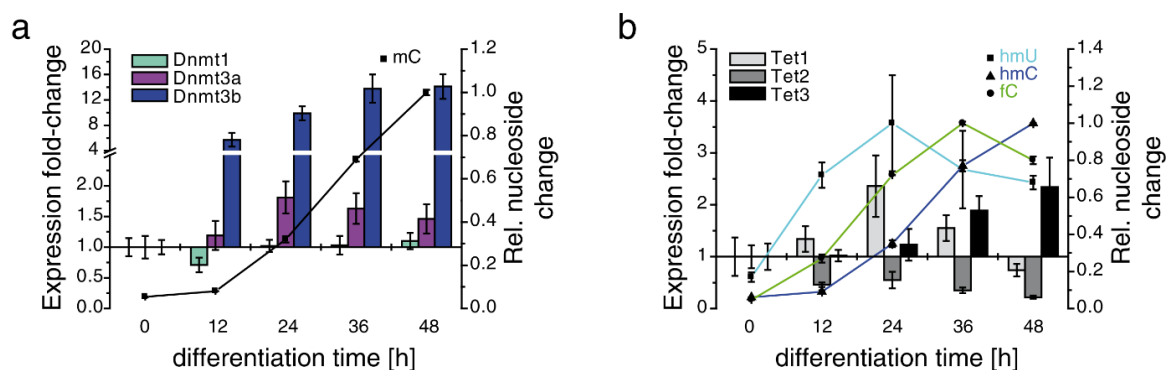 a
Expression fold-change
20
16
12
8
4
2.0
1.5
1.0
0.5
0.0
Dnmt1
Dnmt3a
Dnmt3b
mC
1.2
1.0
0.8
0.6
0.4
0.2
0.0
Rel. nucleoside
change
0 12 24 36 48
differentiation time [h]
b
Expression fold-change
5
4
3
2
1
0
Tet1
Tet2
Tet3
hmU
hmC
fC
1.4
1.2
1.0
0.8
0.6
0.4
0.2
0.0
Rel. nucleoside
change
0 12 24 36 48
differentiation time [h]